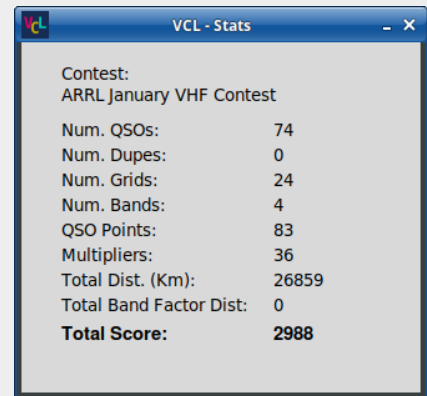 VCL
VCL - Stats
Contest:
ARRL January VHF Contest
Num. QSOs: 74
Num. Dupes: 0
Num. Grids: 24
Num. Bands: 4
QSO Points: 83
Multipliers: 36
Total Dist. (Km): 26859
Total Band Factor Dist: 0
Total Score: 2988